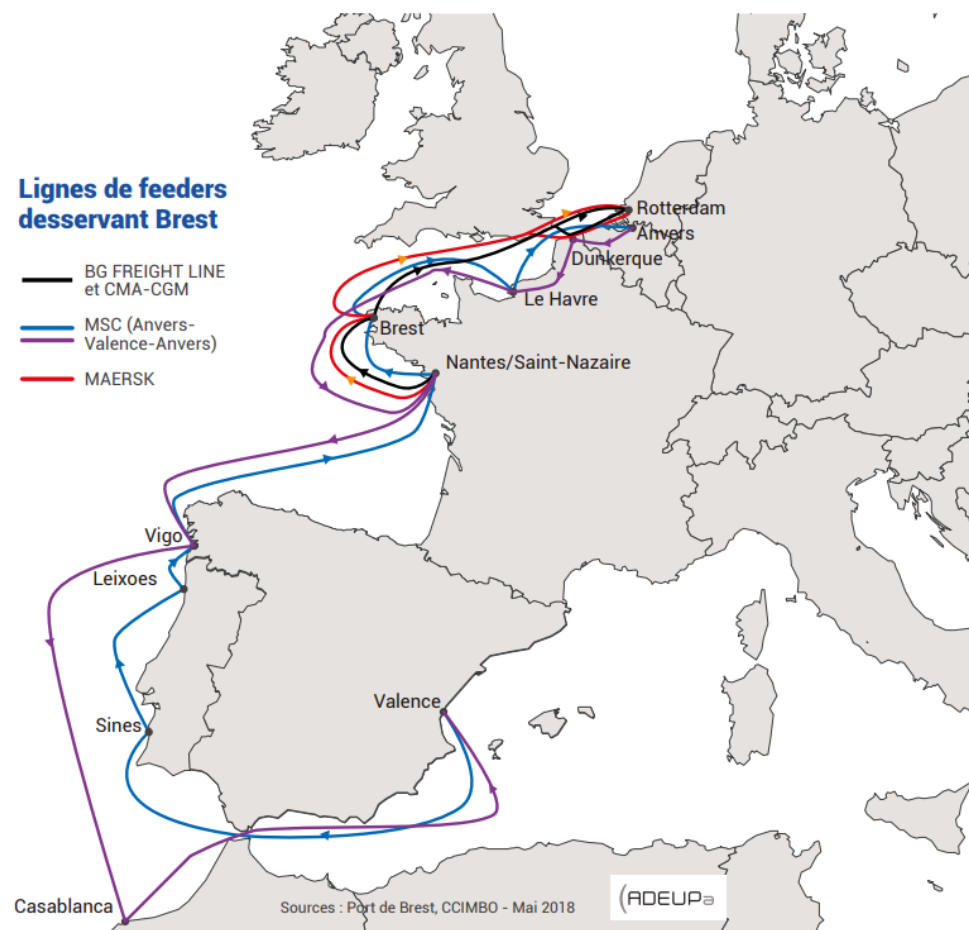 Lignes de feeders
desservant Brest
BG FREIGHT LINE
et CMA-CGM
MSC (Anvers-
Valence-Anvers)
MAERSK
Rotterdam
Anvers
Dunkerque
Le Havre
Brest
Nantes/Saint-Nazaire
Vigo
Leixoes
Valence
Sines
Casablanca
Sources : Port de Brest, CCIMBO - Mai 2018
ADEUPa